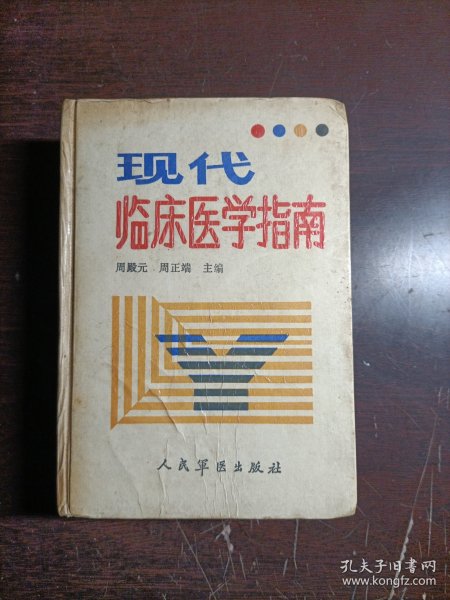 现代
临床医学指南
周殿元 周正端 主编
人民军医出版社
孔夫子旧书网
www.kongfz.com